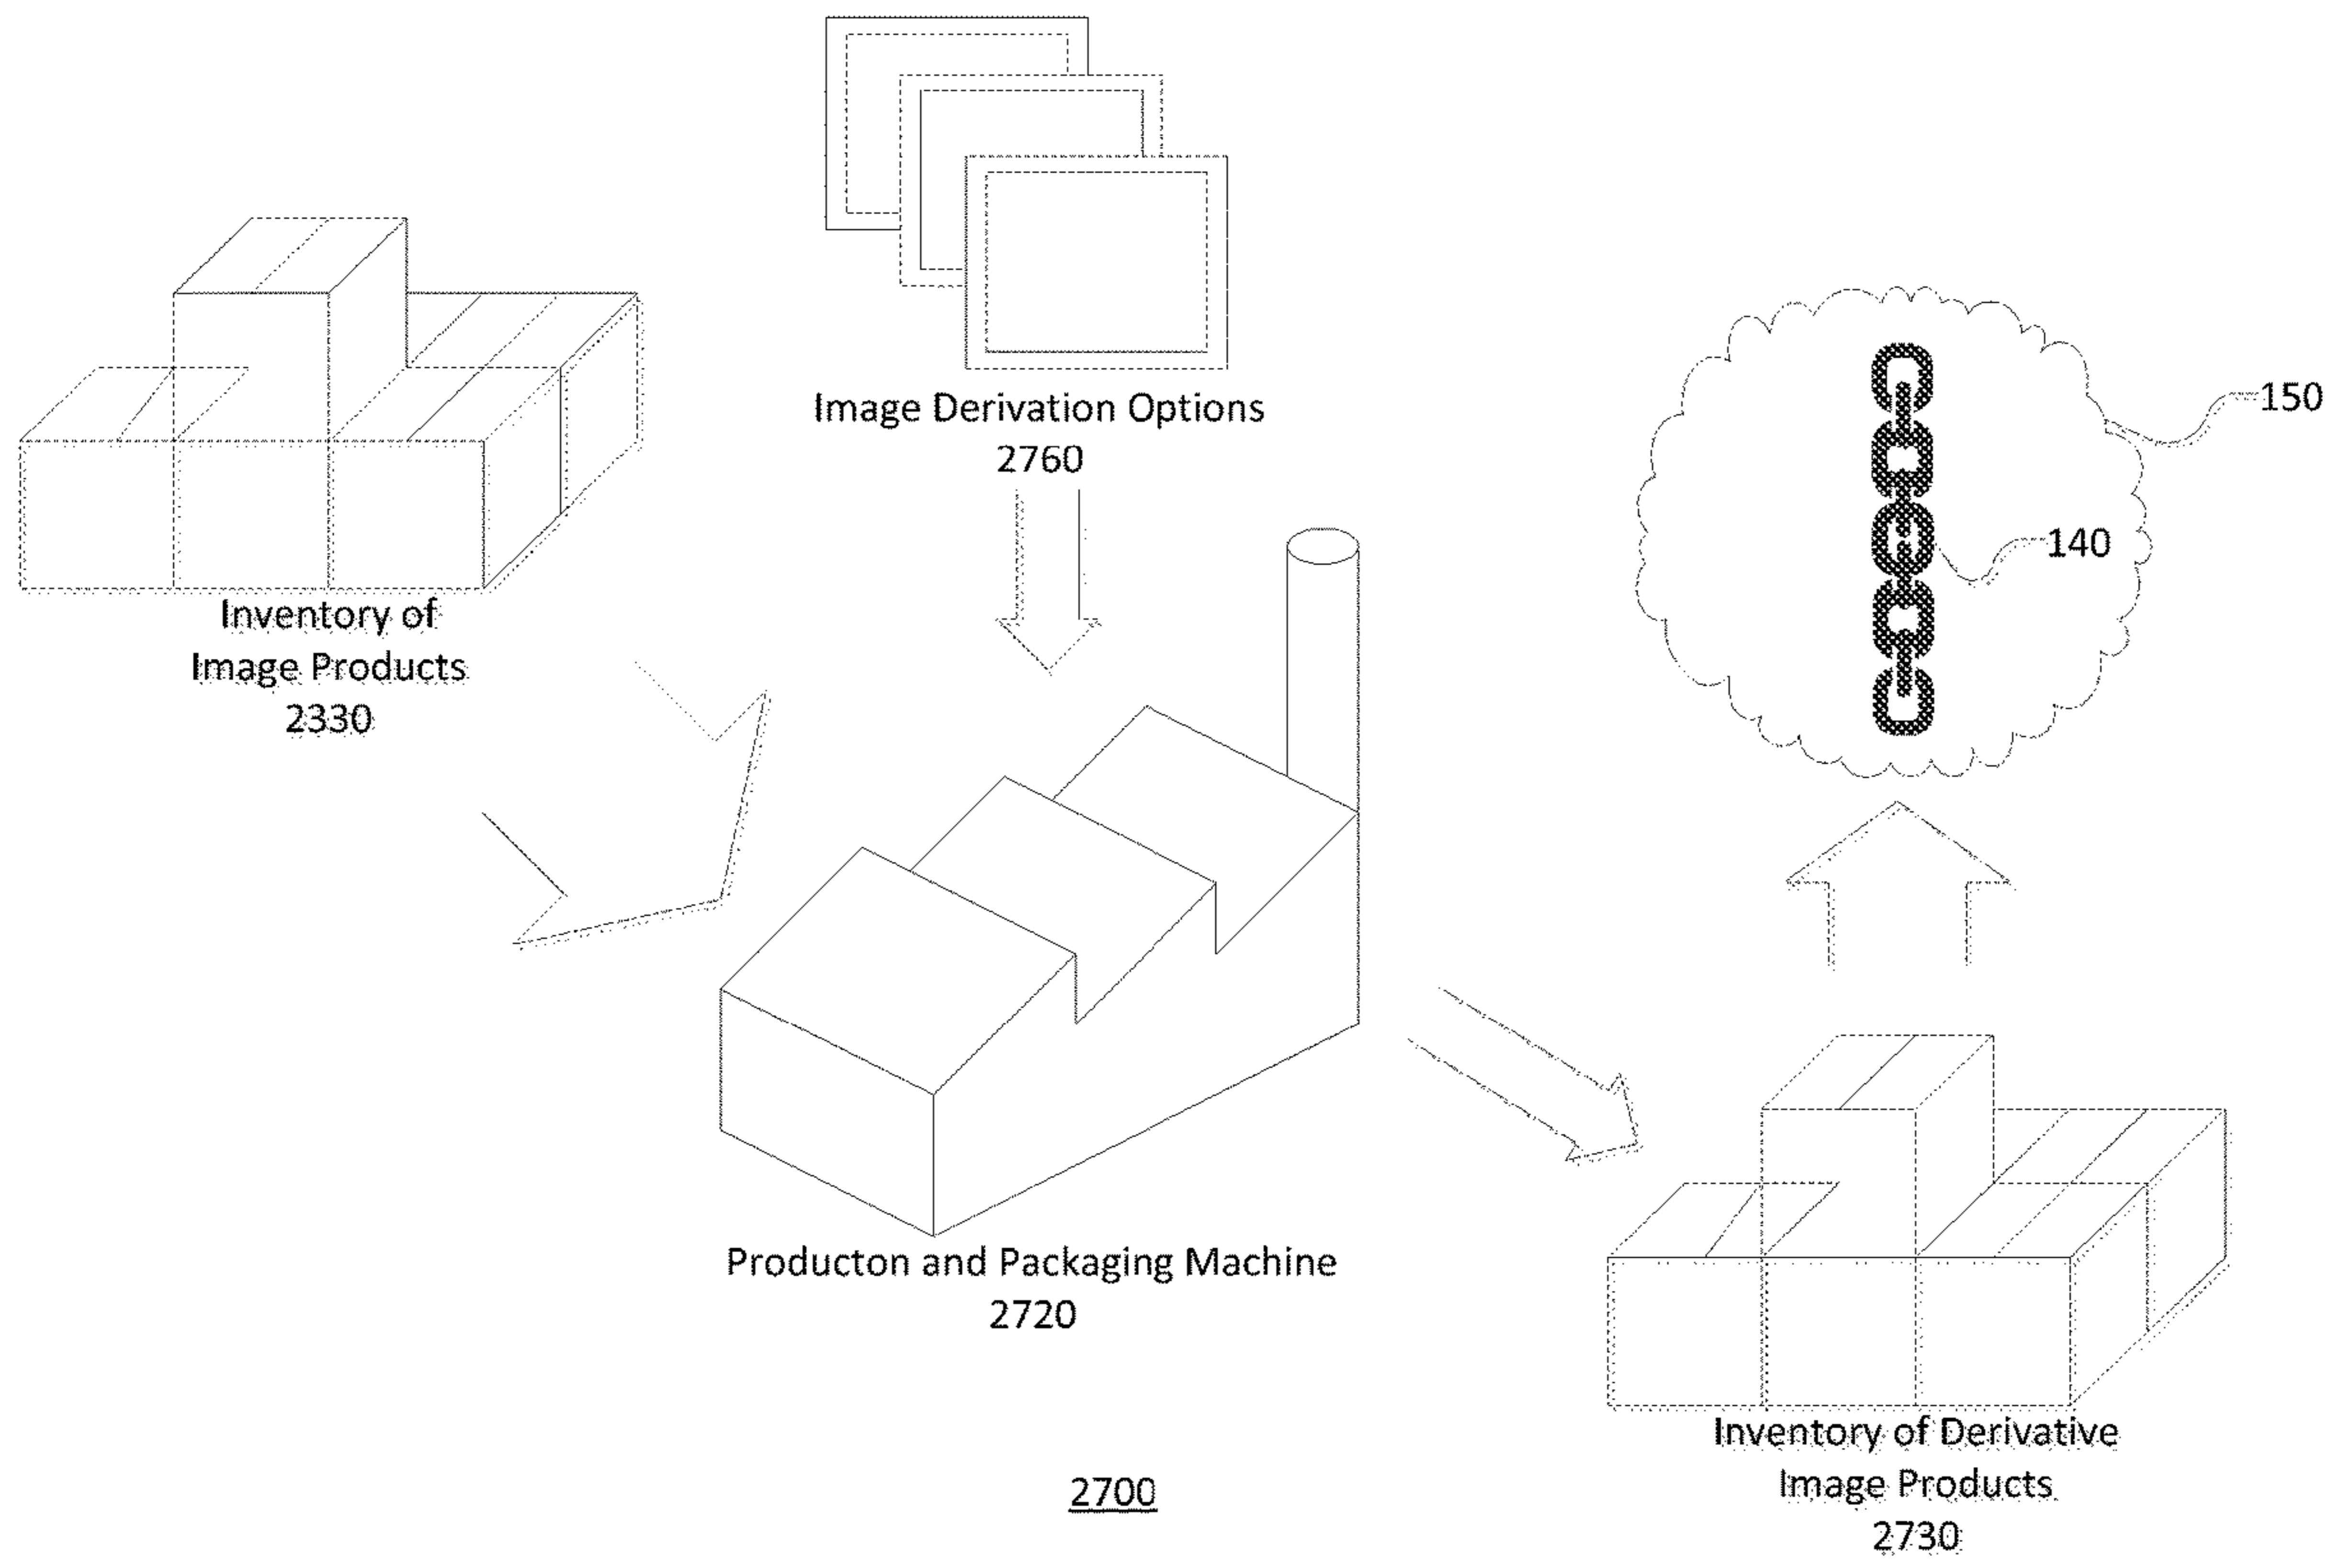 Image Derivation Options
2760
150
140
Inventory of
Image Products
2330
Producton and Packaging Machine
2720
Inventory of Derivative
Image Products
2730
2700